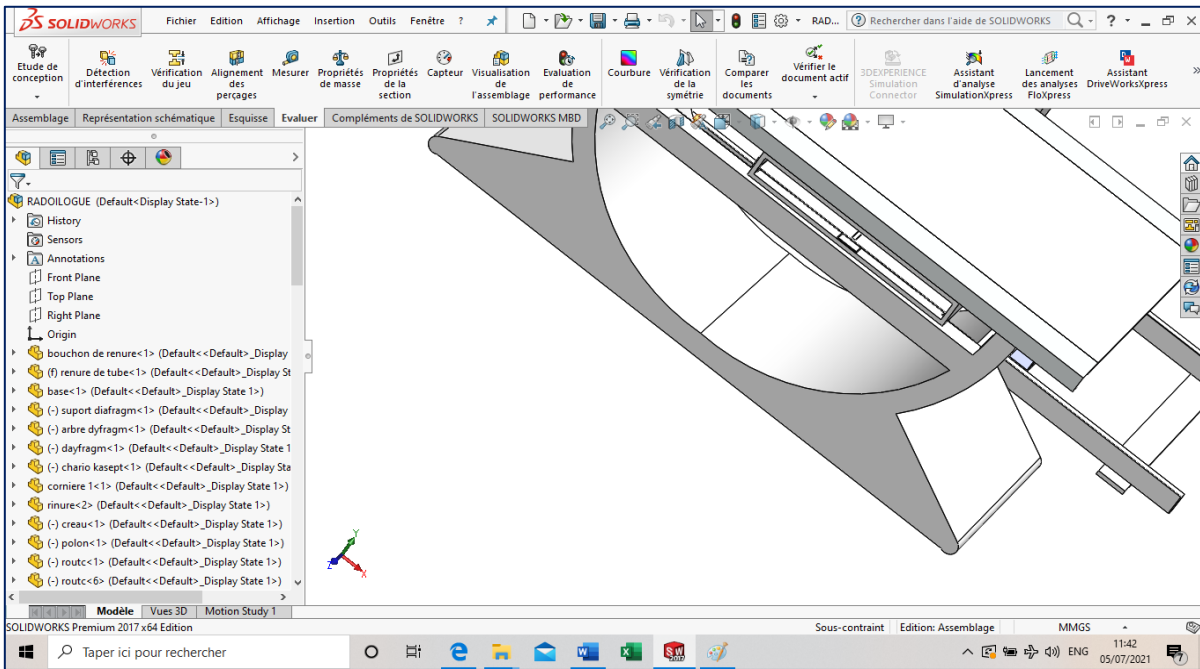 SOLIDWORKS Fichier Edition Affichage Insertion Outils Fenêtre ? RAD... Rechercher dans l'aide de SOLIDWORKS ?
Etude de conception
Détection d'interférences
Vérification du jeu
Alignement des perçages
Mesurer
Propriétés de masse
Propriétés de la section
Capteur
Visualisation de l'assemblage
Evaluation de performance
Courbure
Vérification de la symétrie
Comparer les documents
Vérifier le document actif
3DEXPERIENCE Simulation Connector
Assistant d'analyse SimulationXpress
Lancement des analyses FloXpress
Assistant DriveWorksXpress
Assemblage Représentation schématique Esquisse Evaluer Compléments de SOLIDWORKS SOLIDWORKS MBD
RADOILOGUE (Default<Display State-1>)
History
Sensors
Annotations
Front Plane
Top Plane
Right Plane
Origin
bouchon de renure<1> (Default<<Default>_Display
(f) renure de tube<1> (Default<<Default>_Display St
base<1> (Default<<Default>_Display State 1>)
(-) suport diafragm<1> (Default<<Default>_Display
(-) arbre dyfragm<1> (Default<<Default>_Display St
(-) dayfragm<1> (Default<<Default>_Display State 1
(-) chario kasept<1> (Default<<Default>_Display Sta
corniere 1<1> (Default<<Default>_Display State 1>)
rinure<2> (Default<<Default>_Display State 1>)
(-) creau<1> (Default<<Default>_Display State 1>)
(-) polon<1> (Default<<Default>_Display State 1>)
(-) routc<1> (Default<<Default>_Display State 1>)
(-) routc<6> (Default<<Default>_Display State 1>)
Y
Z
X
Modèle Vues 3D Motion Study 1
SOLIDWORKS Premium 2017 x64 Edition Sous-contraint Edition: Assemblage MMGS
Taper ici pour rechercher ENG 11:42
05/07/2021 7